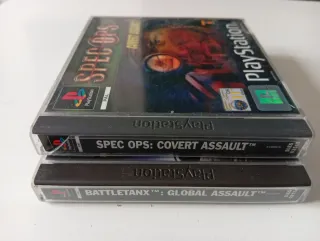 SPEC OPS
COVERT ASSAULT
PlayStation
PlayStation
SPEC OPS: COVERT ASSAULT™
PlayStation
BATTLETANX™: GLOBAL ASSAULT™